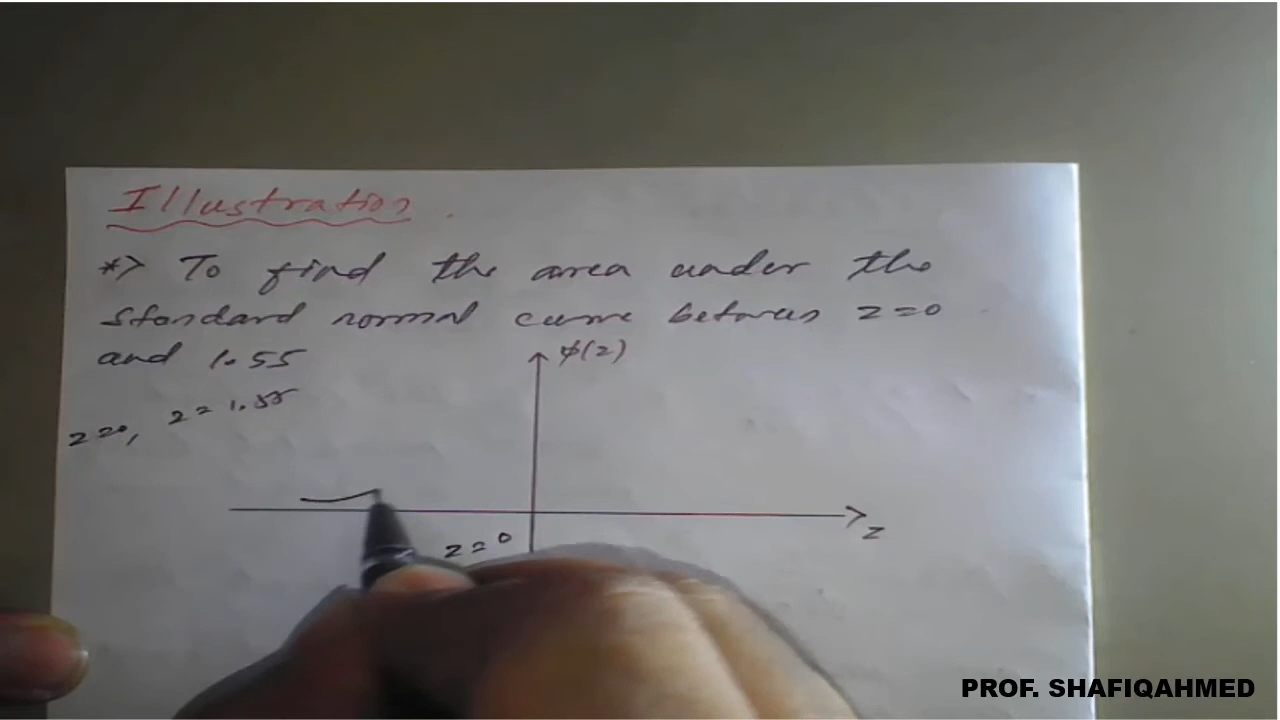 Illustration.
*> To find the area under the
standard normal curve between z=0
and 1.55
φ(z)
z=0, z=1.55
z
z=0
PROF. SHAFIQAHMED